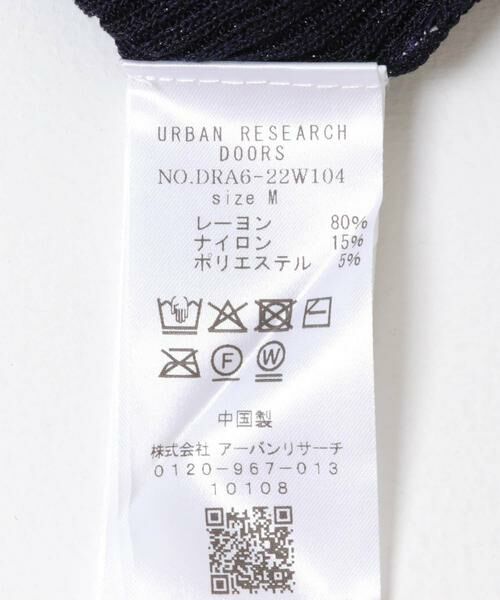 URBAN RESEARCH
DOORS
NO.DRA6-22W104
size M
レーヨン 80%
ナイロン 15%
ポリエステル 5%
F W
中国製
株式会社 アーバンリサーチ
0120-967-013
10108